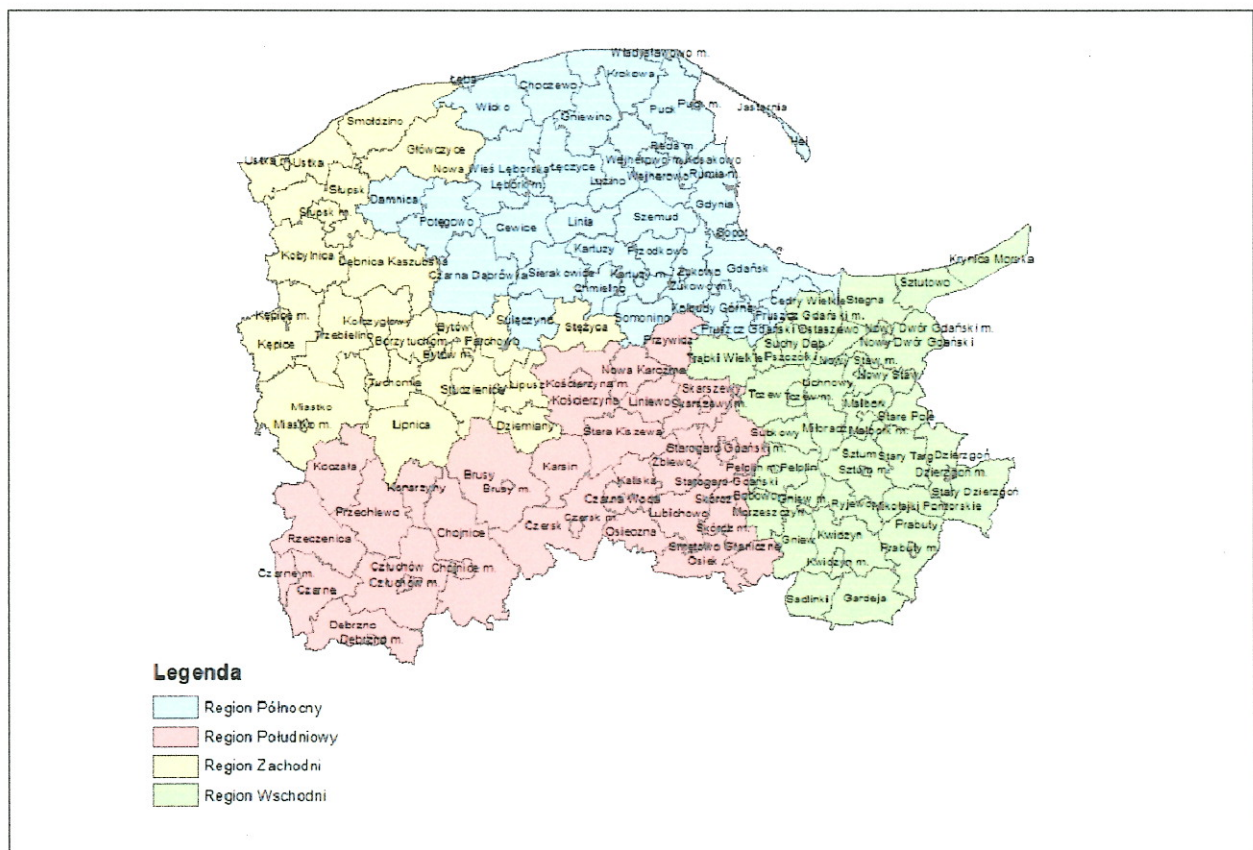 Władysławowo m.
Łeba
Choczewo
Krokowa
Wicko
Puck
Puck m.
Jastarnia
Gniewino
Smołdzino
Hel
Główczyce
Reda m.
Ustka m.
Ustka
Nowa Wieś Lęborska
Łęczyce
Wejherowo m.
Kosakowo
Lębork m.
Luzino
Wejherowo
Rumia m.
Słupsk
Damnica
Gdynia
Słupsk m.
Potęgowo
Cewice
Linia
Szemud
Sopot
Kobylnica
Dębnica Kaszubska
Kartuzy
Przodkowo
Krynica Morska
Czarna Dąbrówka
Sierakowice
Kartuzy m.
Żukowo
Gdańsk
Sztutowo
Chmielno
Żukowo m.
Cedry Wielkie
Stegna
Kępice m.
Kołczygłowy
Sulęczyno
Stężyca
Somonino
Kolbudy Górne
Pruszcz Gdański m.
Trzebielino
Bytów
Pruszcz Gdański
Ostaszewo
Nowy Dwór Gdański m.
Kępice
Borzytuchom
Parchowo
Przywidz
Suchy Dąb
Nowy Dwór Gdański
Bytów m.
Trąbki Wielkie
Pszczółki
Nowy Staw m.
Nowa Karczma
Nowy Staw
Tuchomie
Studzienice
Lipusz
Kościerzyna m.
Skarszewy
Tczew
Lichnowy
Kościerzyna
Liniewo
Skarszewy m.
Tczew m.
Malbork
Miastko
Stare Pole
Miastko m.
Lipnica
Dziemiany
Stara Kiszewa
Subkowy
Miłoradz
Malbork m.
Starogard Gdański m.
Sztum
Stary Targ
Dzierzgoń
Koczała
Brusy
Karsin
Zblewo
Pelplin m.
Pelplin
Sztum m.
Dzierzgoń m.
Konarzyny
Brusy m.
Kaliska
Starogard Gdański
Stary Dzierzgoń
Czarna Woda
Skórcz
Bobowo
Gniew m.
Ryjewo
Mikołajki Pomorskie
Przechlewo
Lubichowo
Morzeszczyn
Czersk
Czersk m.
Skórcz m.
Prabuty
Rzeczenica
Chojnice
Osieczna
Gniew
Kwidzyn
Smętowo Graniczne
Prabuty m.
Człuchów
Chojnice m.
Osiek
Kwidzyn m.
Czarne m.
Człuchów m.
Czarne
Sadlinki
Gardeja
Debrzno
Debrzno m.
Legenda
Region Północny
Region Południowy
Region Zachodni
Region Wschodni